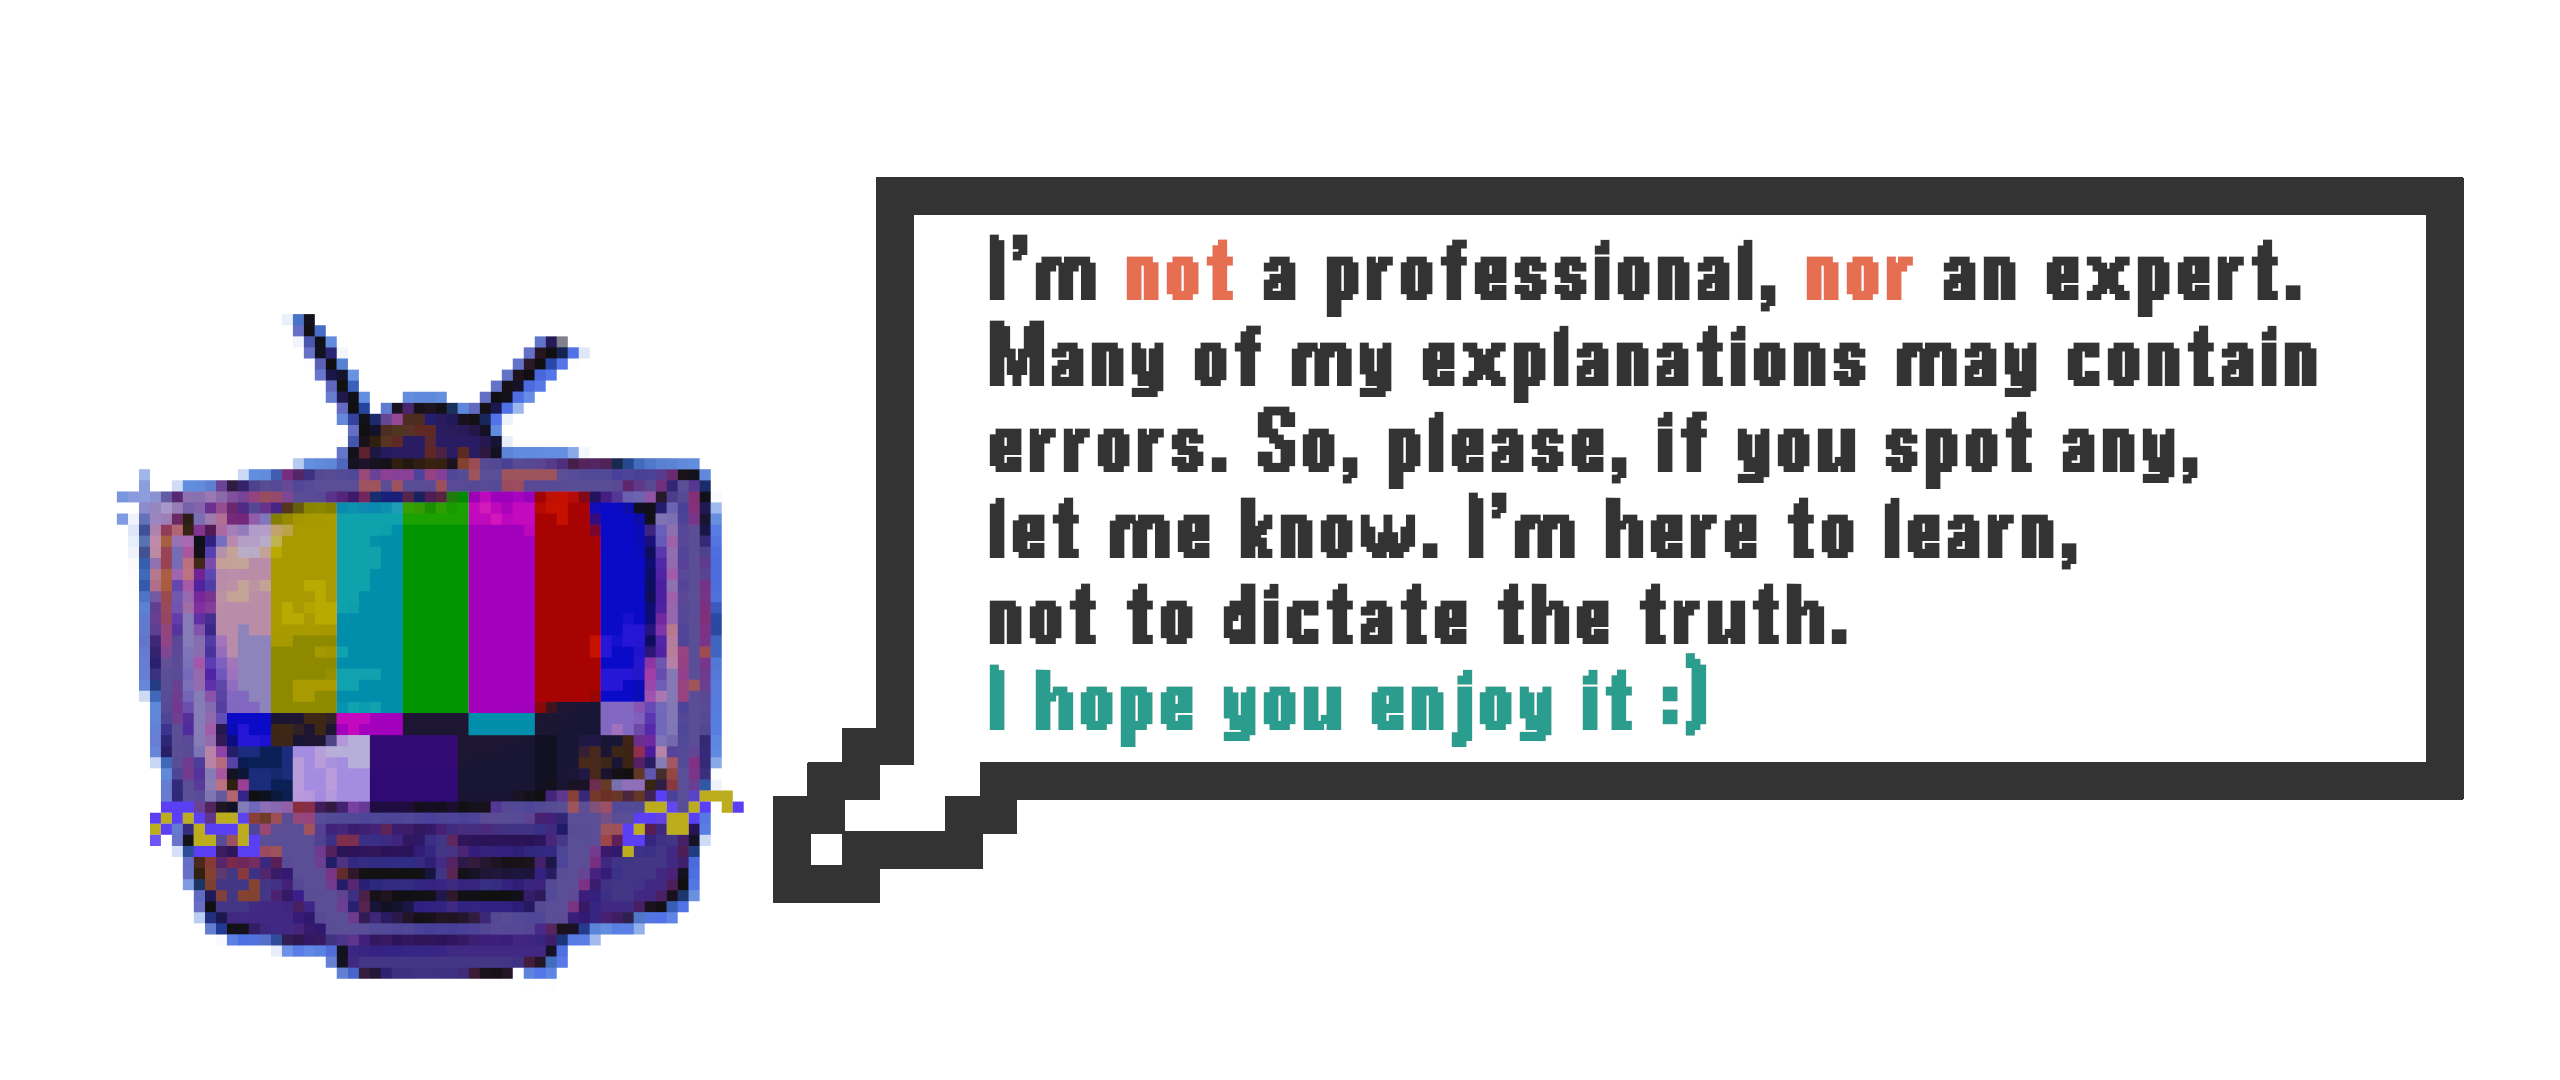 I'm not a professional, nor an expert.
Many of my explanations may contain
errors. So, please, if you spot any,
let me know. I'm here to learn,
not to dictate the truth.
I hope you enjoy it :)